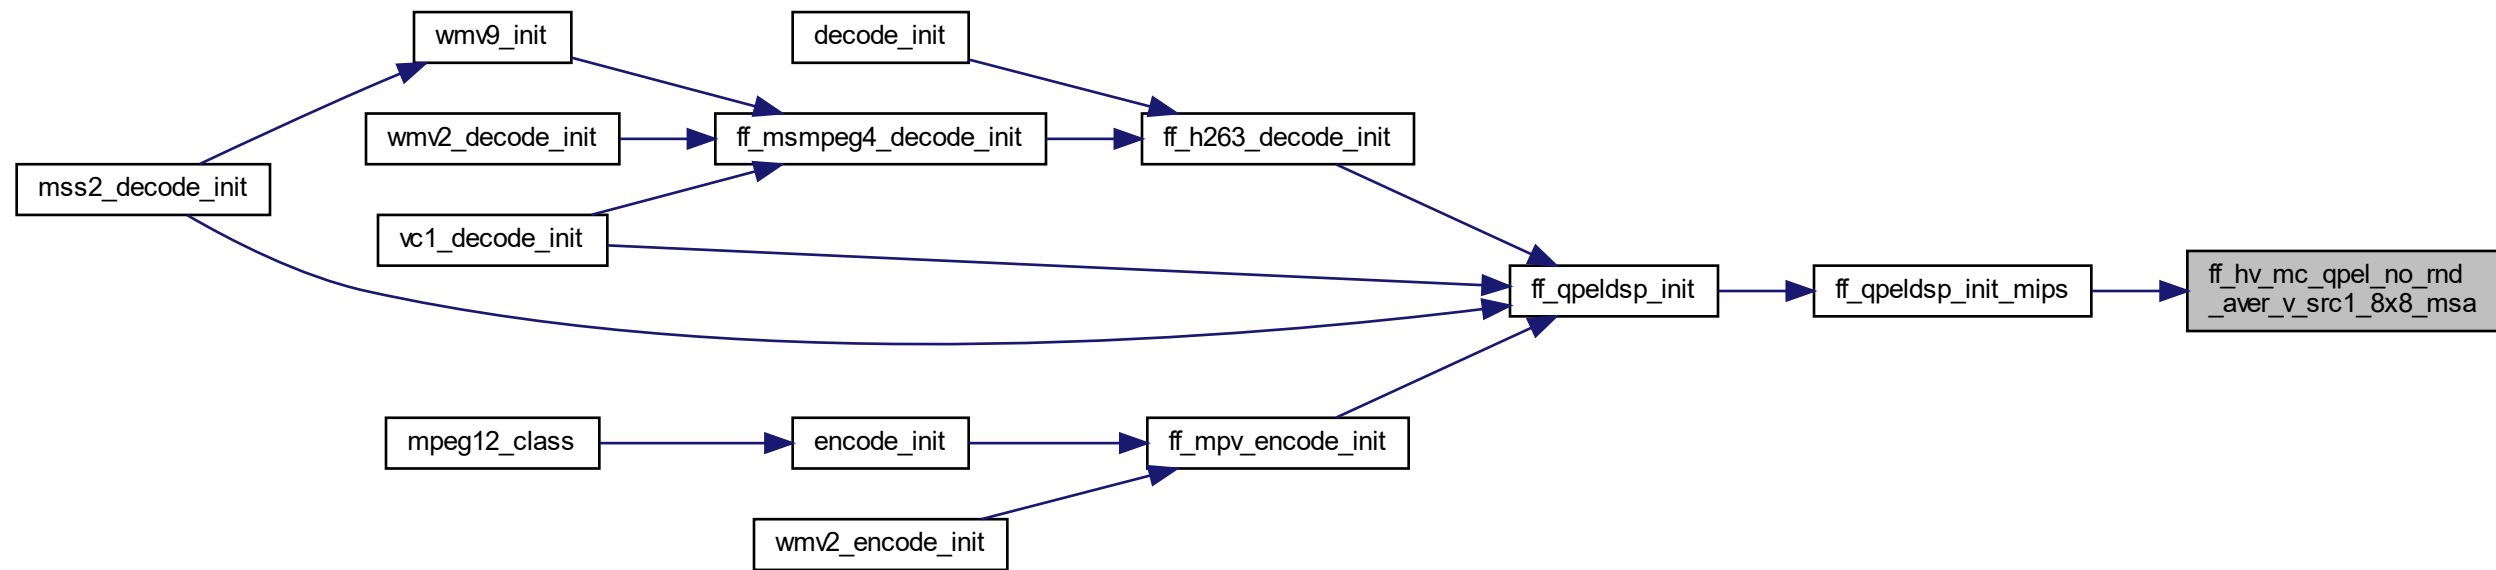 wmv9_init
decode_init
wmv2_decode_init
ff_msmpeg4_decode_init
ff_h263_decode_init
mss2_decode_init
vc1_decode_init
ff_qpeldsp_init
ff_qpeldsp_init_mips
ff_hv_mc_qpel_no_rnd
_aver_v_src1_8x8_msa
mpeg12_class
encode_init
ff_mpv_encode_init
wmv2_encode_init